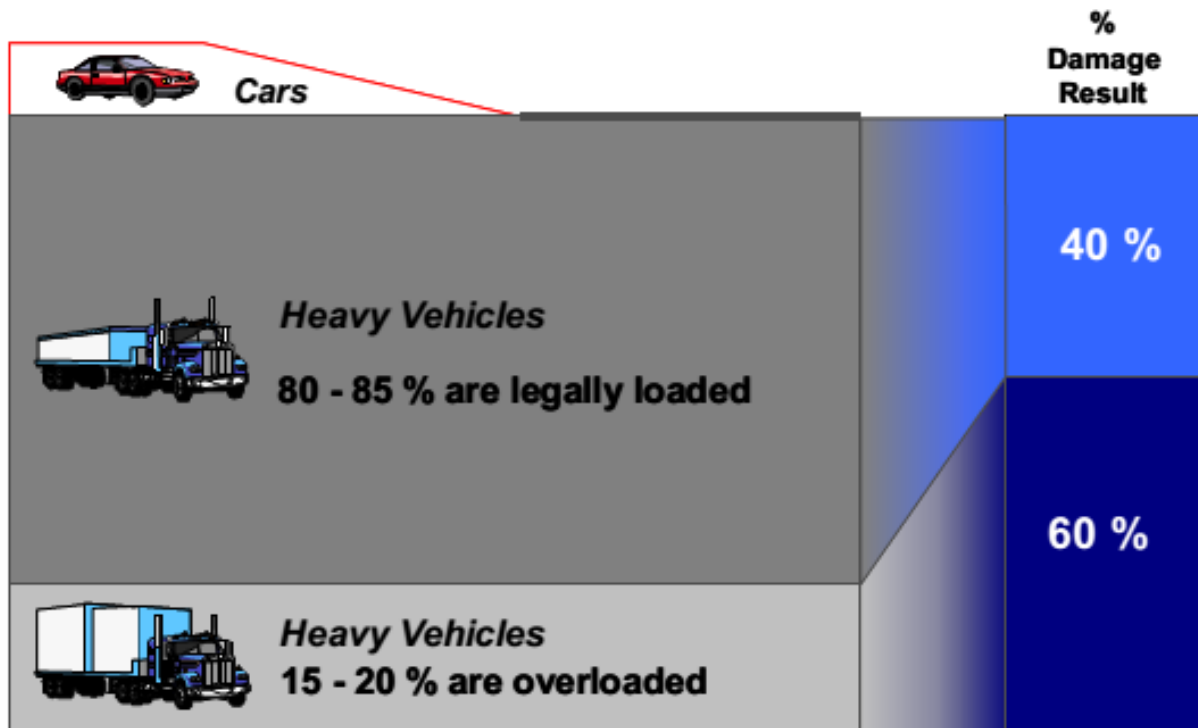 %
Damage
Result
Cars
40 %
Heavy Vehicles
80 - 85 % are legally loaded
60 %
Heavy Vehicles
15 - 20 % are overloaded